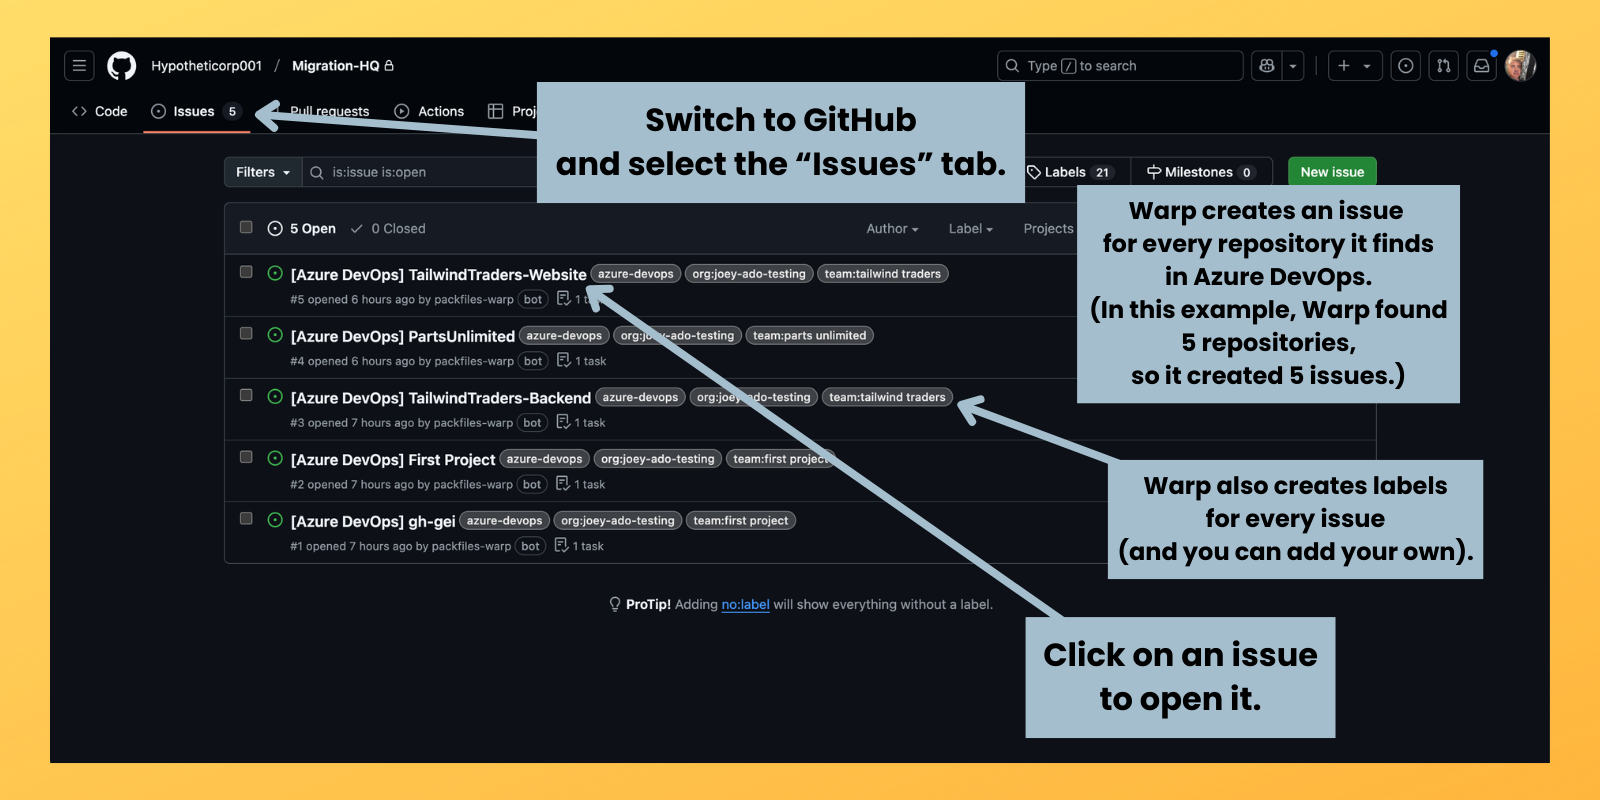 Hypotheticorp001 / Migration-HQ
Type / to search
Code
Issues 5
Pull requests
Actions
Switch to GitHub
and select the “Issues” tab.
Filters
is:issue is:open
Labels 21
Milestones 0
New issue
5 Open
0 Closed
Author
Label
Projects
Warp creates an issue
for every repository it finds
in Azure DevOps.
(In this example, Warp found
5 repositories,
so it created 5 issues.)
[Azure DevOps] TailwindTraders-Website azure-devops org:joey-ado-testing team:tailwind traders
#5 opened 6 hours ago by packfiles-warp bot 1
[Azure DevOps] PartsUnlimited azure-devops org:joey-ado-testing team:parts unlimited
#4 opened 6 hours ago by packfiles-warp bot 1 task
[Azure DevOps] TailwindTraders-Backend azure-devops org:joey-ado-testing team:tailwind traders
#3 opened 7 hours ago by packfiles-warp bot 1 task
[Azure DevOps] First Project azure-devops org:joey-ado-testing team:first project
#2 opened 7 hours ago by packfiles-warp bot 1 task
[Azure DevOps] gh-gei azure-devops org:joey-ado-testing team:first project
#1 opened 7 hours ago by packfiles-warp bot 1 task
Warp also creates labels
for every issue
(and you can add your own).
ProTip! Adding no:label will show everything without a label.
Click on an issue
to open it.